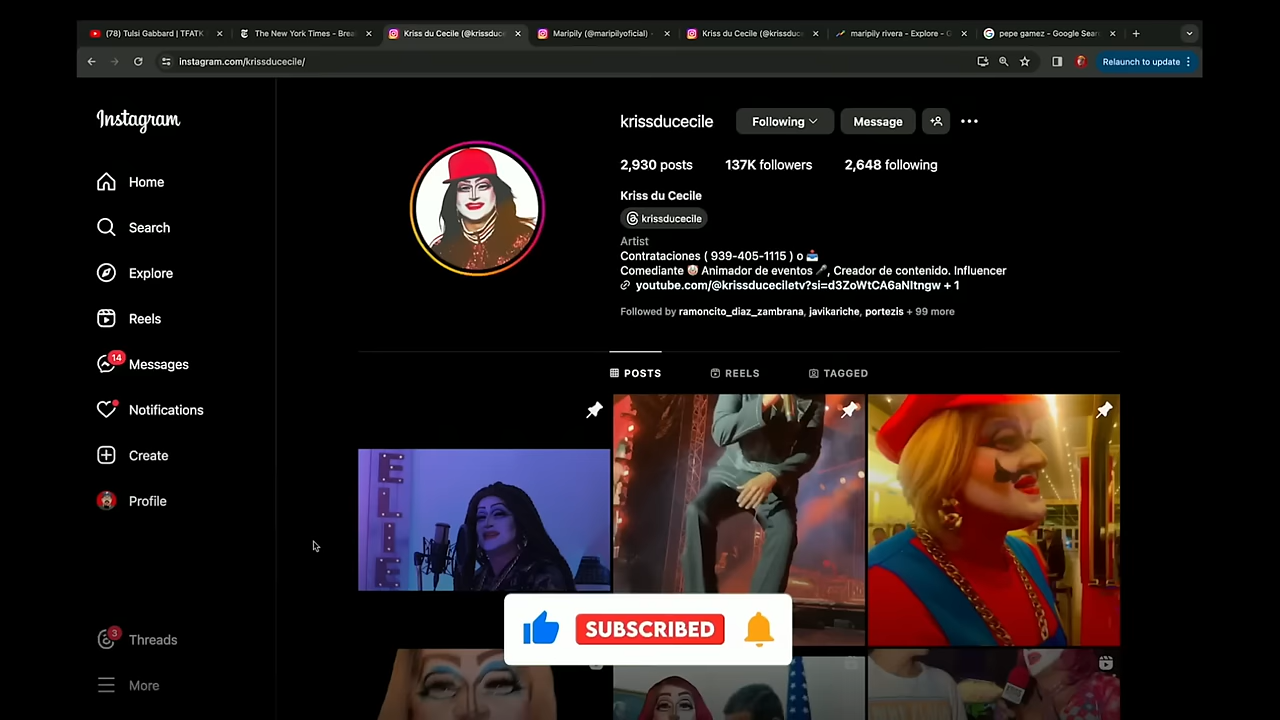 (78) Tulsi Gabbard | TFATK
The New York Times - Brea
Kriss du Cecile (@krissduc
Maripily (@maripilyoficial) ·
Kriss du Cecile (@krissduce
maripily rivera - Explore - G
pepe gamez - Google Sear
instagram.com/krissducecile/
Relaunch to update
Instagram
Home
Search
Explore
Reels
14
Messages
Notifications
Create
Profile
3
Threads
More
krissducecile
Following
Message
2,930 posts
137K followers
2,648 following
Kriss du Cecile
krissducecile
Artist
Contrataciones ( 939-405-1115 ) o 📥
Comediante 🤡 Animador de eventos 🎤, Creador de contenido. Influencer
youtube.com/@krissduceciletv?si=d3ZoWtCA6aNItngw + 1
Followed by ramoncito_diaz_zambrana, javikariche, portezis + 99 more
POSTS
REELS
TAGGED
ELIE
SUBSCRIBED